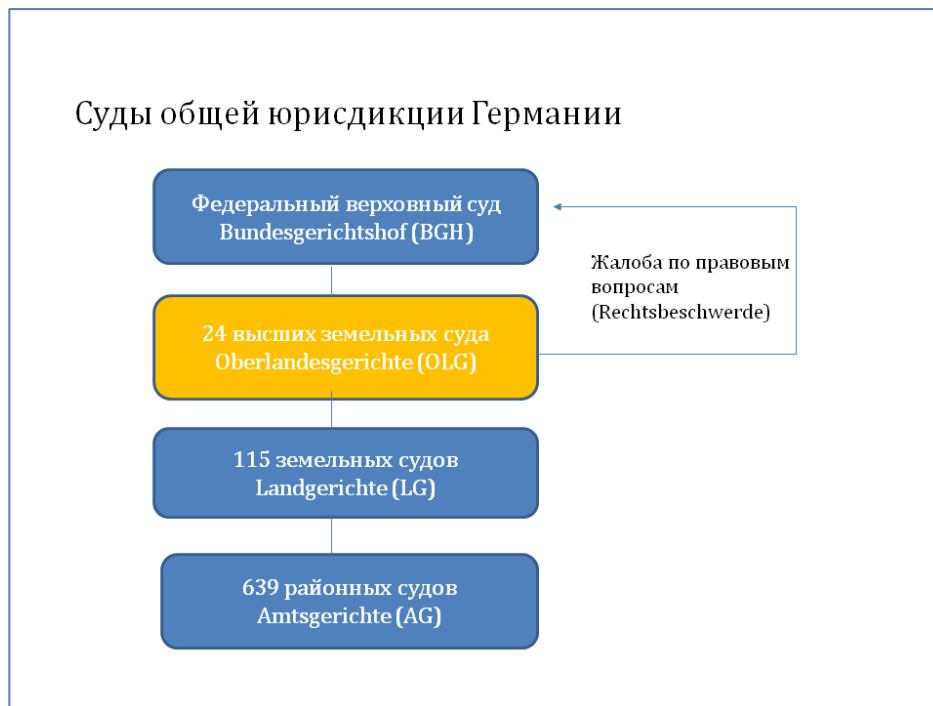 Суды общей юрисдикции Германии
Федеральный верховный суд
Bundesgerichtshof (BGH)
Жалоба по правовым
вопросам
(Rechtsbeschwerde)
24 высших земельных суда
Oberlandesgerichte (OLG)
115 земельных судов
Landgerichte (LG)
639 районных судов
Amtsgerichte (AG)